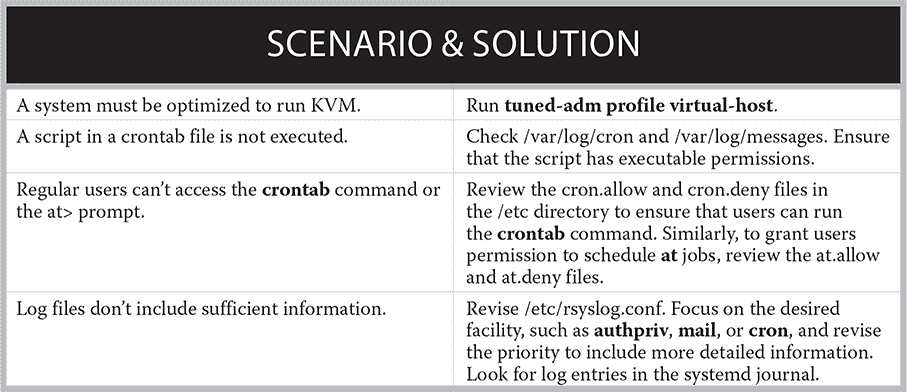 SCENARIO & SOLUTION
A system must be optimized to run KVM.
Run tuned-adm profile virtual-host.
A script in a crontab file is not executed.
Check /var/log/cron and /var/log/messages. Ensure
that the script has executable permissions.
Regular users can’t access the crontab command or
the at> prompt.
Review the cron.allow and cron.deny files in
the /etc directory to ensure that users can run
the crontab command. Similarly, to grant users
permission to schedule at jobs, review the at.allow
and at.deny files.
Log files don’t include sufficient information.
Revise /etc/rsyslog.conf. Focus on the desired
facility, such as authpriv, mail, or cron, and revise
the priority to include more detailed information.
Look for log entries in the systemd journal.